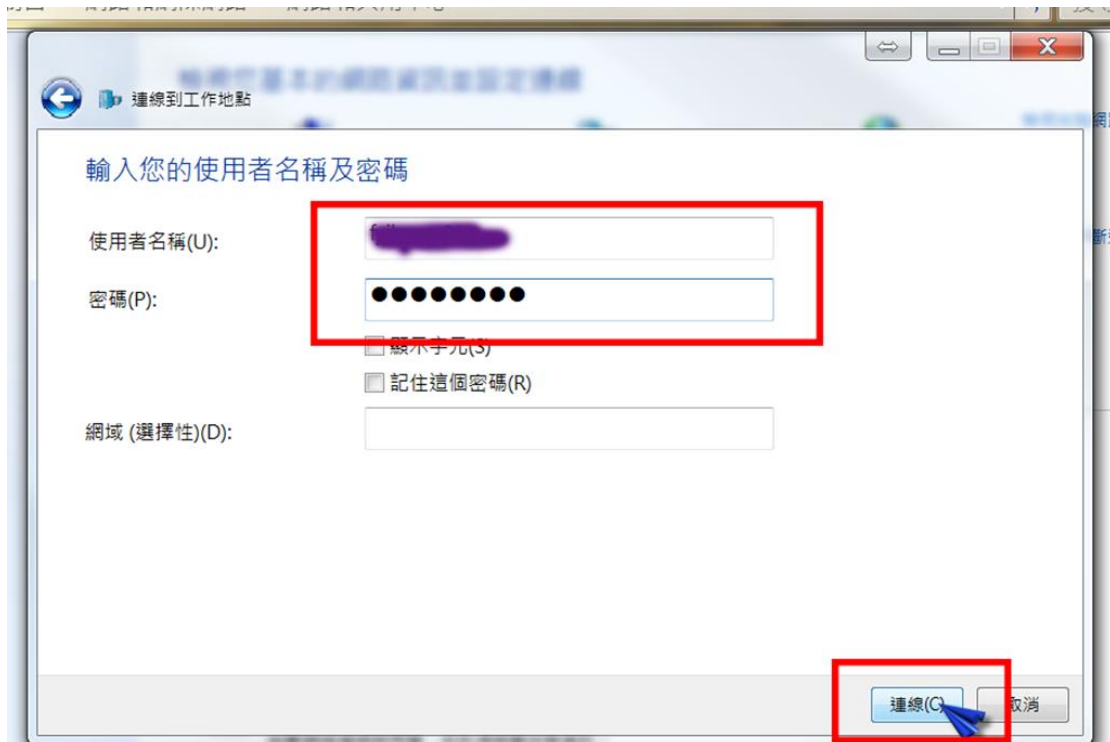 連線到工作地點
輸入您的使用者名稱及密碼
使用者名稱(U):
密碼(P):
顯示字元(S)
記住這個密碼(R)
網域 (選擇性)(D):
連線(C)
取消